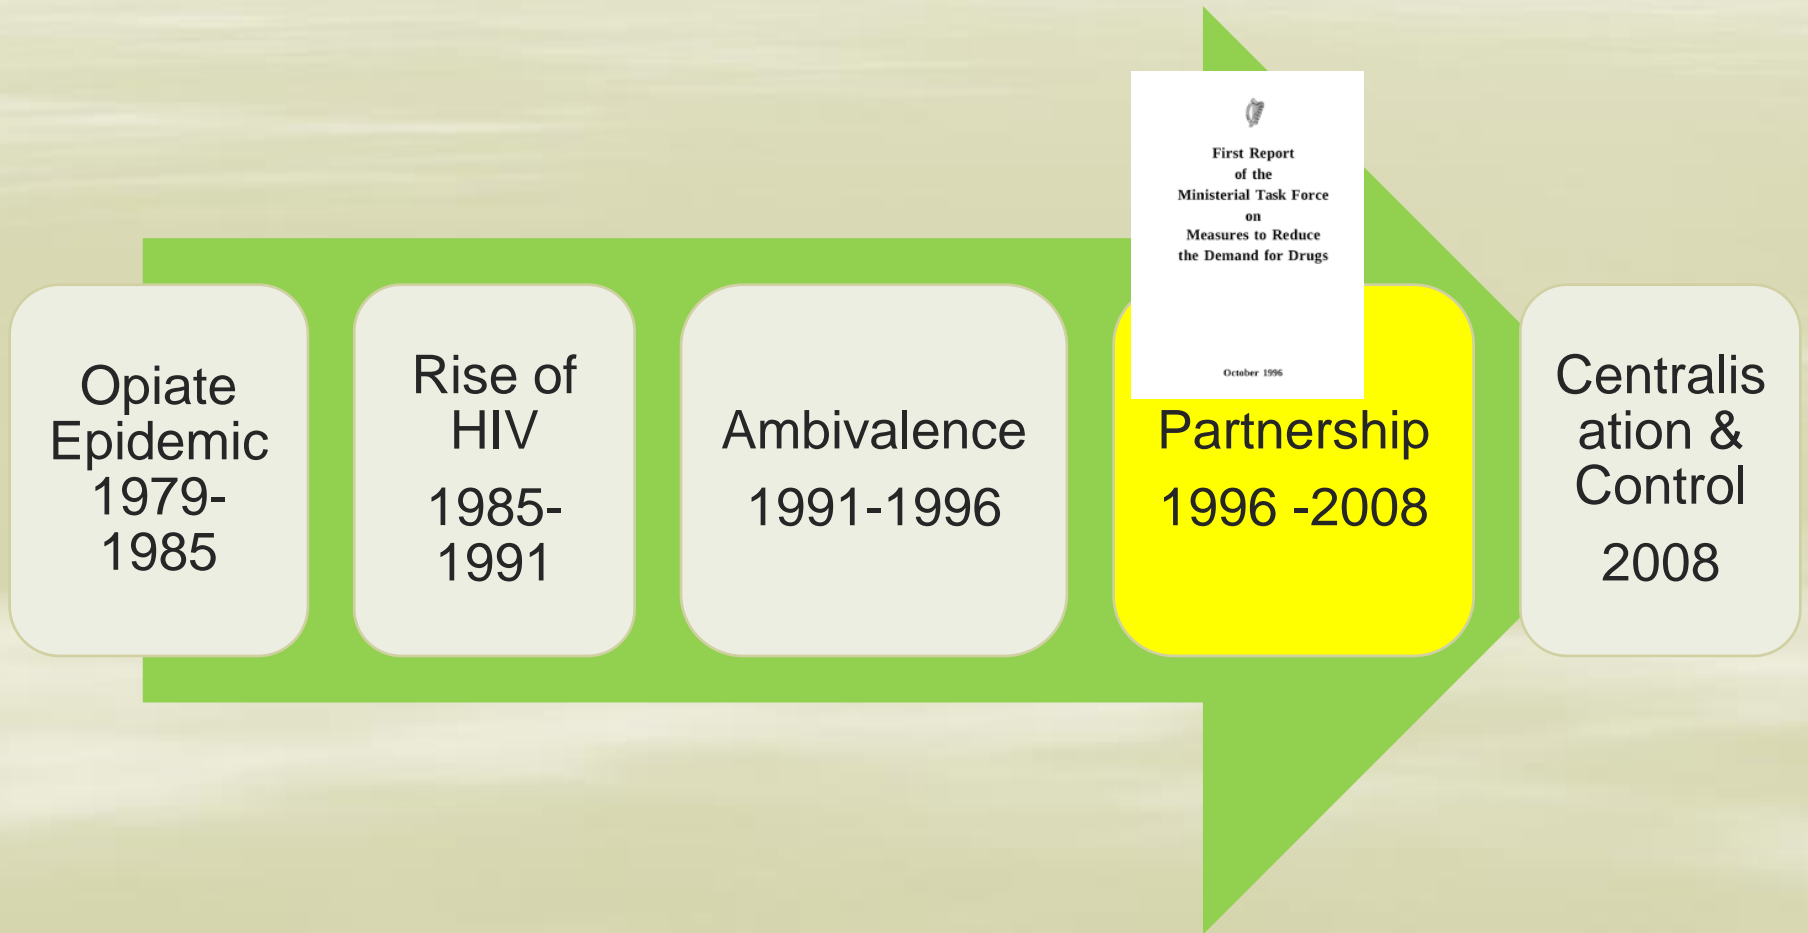 First Report
of the
Ministerial Task Force
on
Measures to Reduce
the Demand for Drugs
October 1996
Opiate
Epidemic
1979-
1985
Rise of
HIV
1985-
1991
Ambivalence
1991-1996
Partnership
1996 -2008
Centralis
ation &
Control
2008